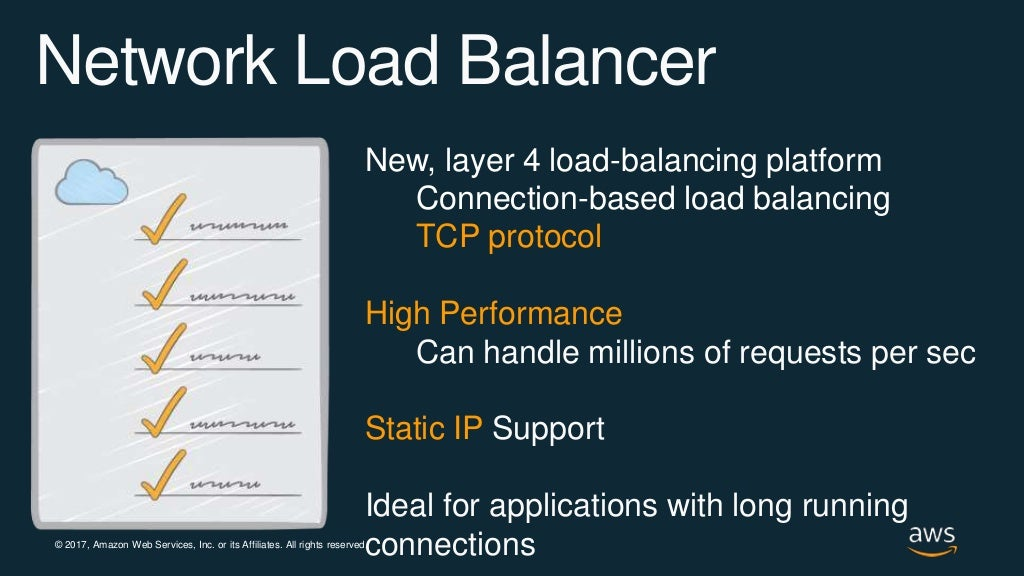 Network Load Balancer
New, layer 4 load-balancing platform
Connection-based load balancing
TCP protocol
High Performance
Can handle millions of requests per sec
Static IP Support
Ideal for applications with long running
connections
© 2017, Amazon Web Services, Inc. or its Affiliates. All rights reserved
aws